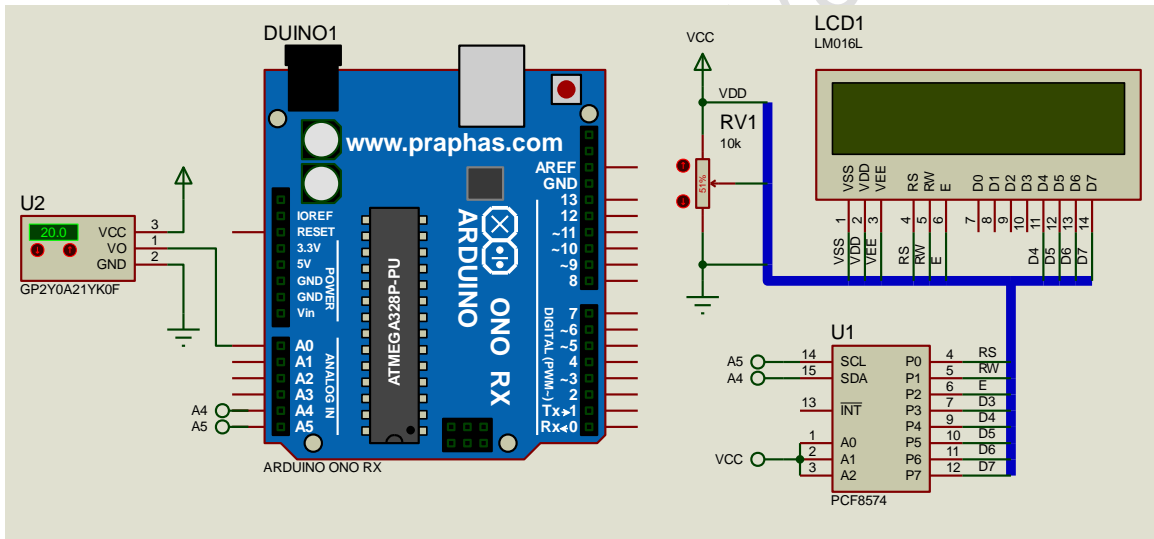 DUINO1
www.praphas.com
AREF
GND
13
12
~11
~10
~9
8
7
~6
~5
4
~3
2
Tx▸1
Rx◂0
DIGITAL (PWM~)
IOREF
RESET
3.3V
5V
GND
GND
Vin
POWER
A0
A1
A2
A3
A4
A5
ANALOG IN
ATMEGA328P-PU
ARDUINO
ONO RX
ARDUINO ONO RX
A4
A5
U2
20.0
VCC
VO
GND
3
1
2
GP2Y0A21YK0F
VCC
VDD
RV1
10k
51%
LCD1
LM016L
VSS
VDD
VEE
RS
RW
E
D0
D1
D2
D3
D4
D5
D6
D7
1
2
3
4
5
6
7
8
9
10
11
12
13
14
VSS
VDD
VEE
RS
RW
E
D4
D5
D6
D7
U1
A5
A4
VCC
14
15
13
1
2
3
SCL
SDA
INT
A0
A1
A2
P0
P1
P2
P3
P4
P5
P6
P7
4
5
6
7
9
10
11
12
RS
RW
E
D3
D4
D5
D6
D7
PCF8574